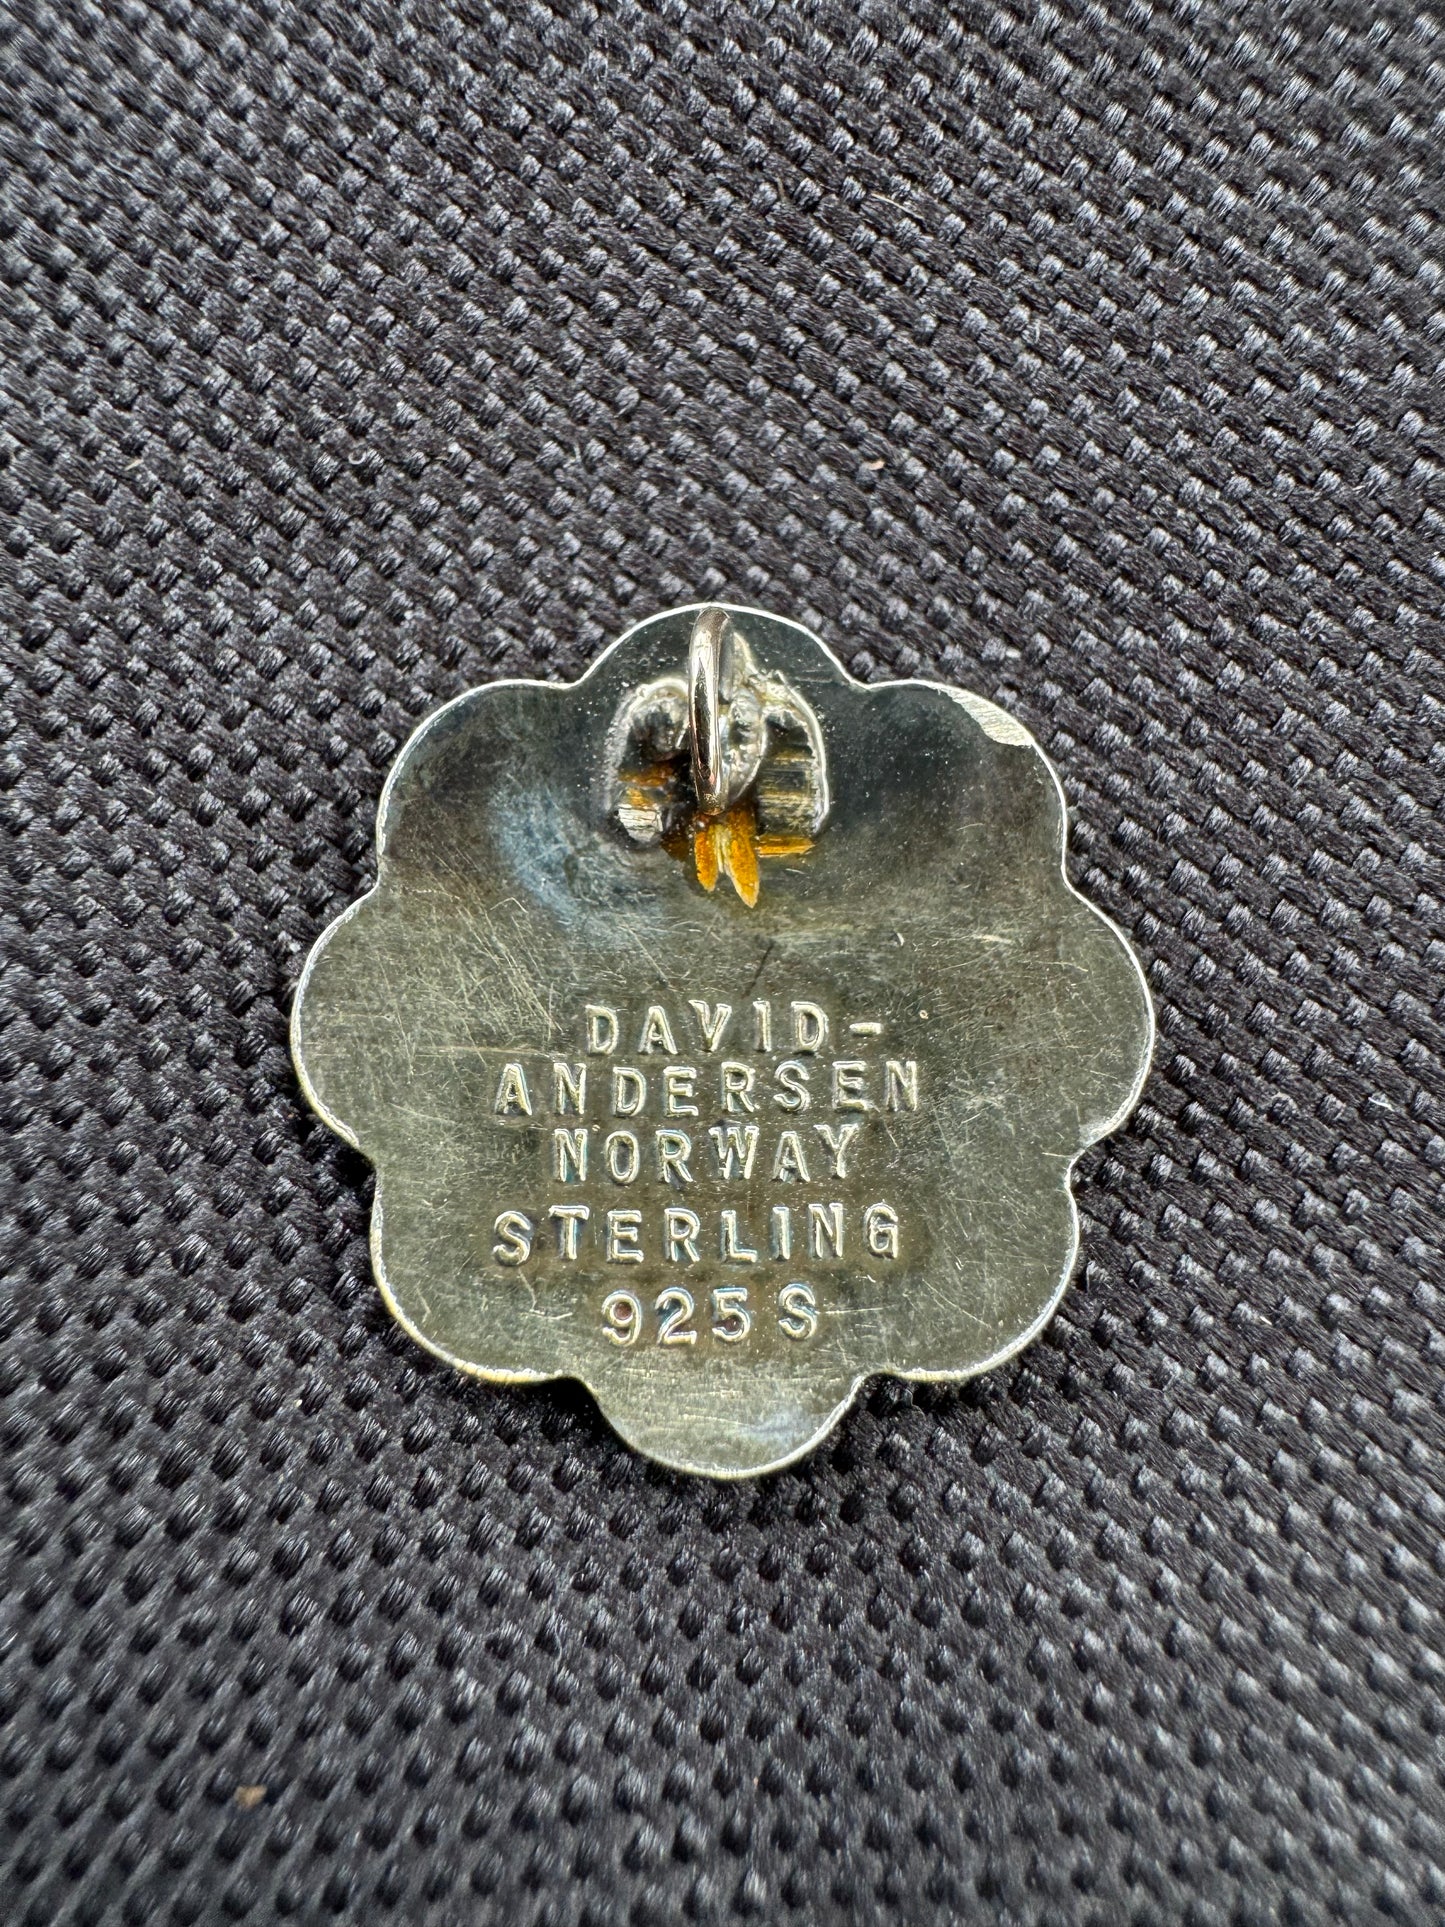 DAVID-
ANDERSEN
NORWAY
STERLING
925S